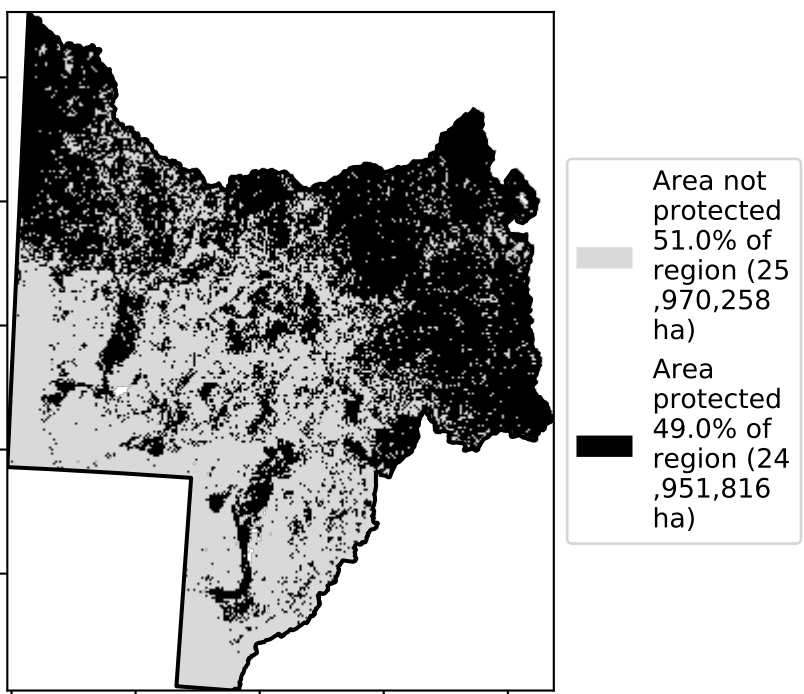 Area not
protected
51.0% of
region (25
,970,258
ha)
Area
protected
49.0% of
region (24
,951,816
ha)